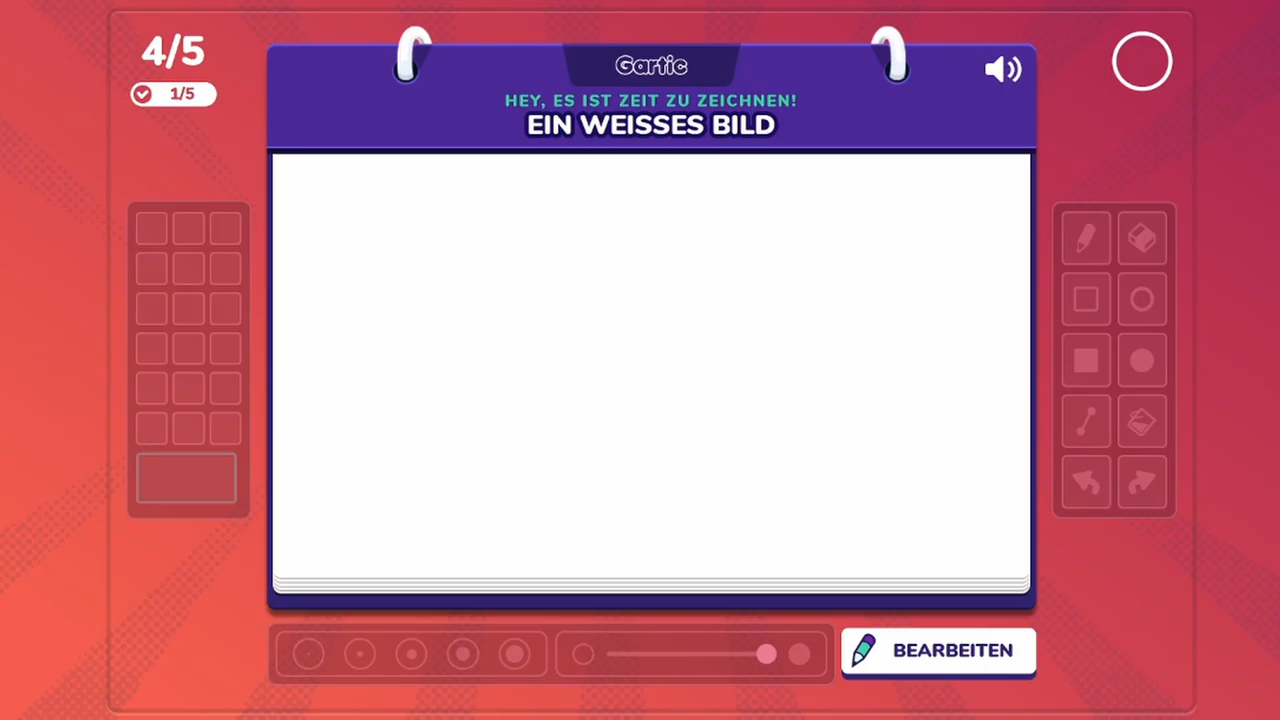 4/5
1/5
Gartic
HEY, ES IST ZEIT ZU ZEICHNEN!
EIN WEISSES BILD
BEARBEITEN